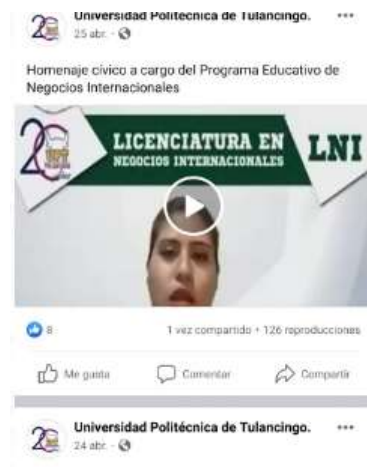 Universidad Politécnica de Tulancingo.
25 abr.
Homenaje cívico a cargo del Programa Educativo de
Negocios Internacionales
LICENCIATURA EN
NEGOCIOS INTERNACIONALES
LNI
8
1 vez compartido • 126 reproducciones
Me gusta
Comentar
Compartir
Universidad Politécnica de Tulancingo.
24 abr.